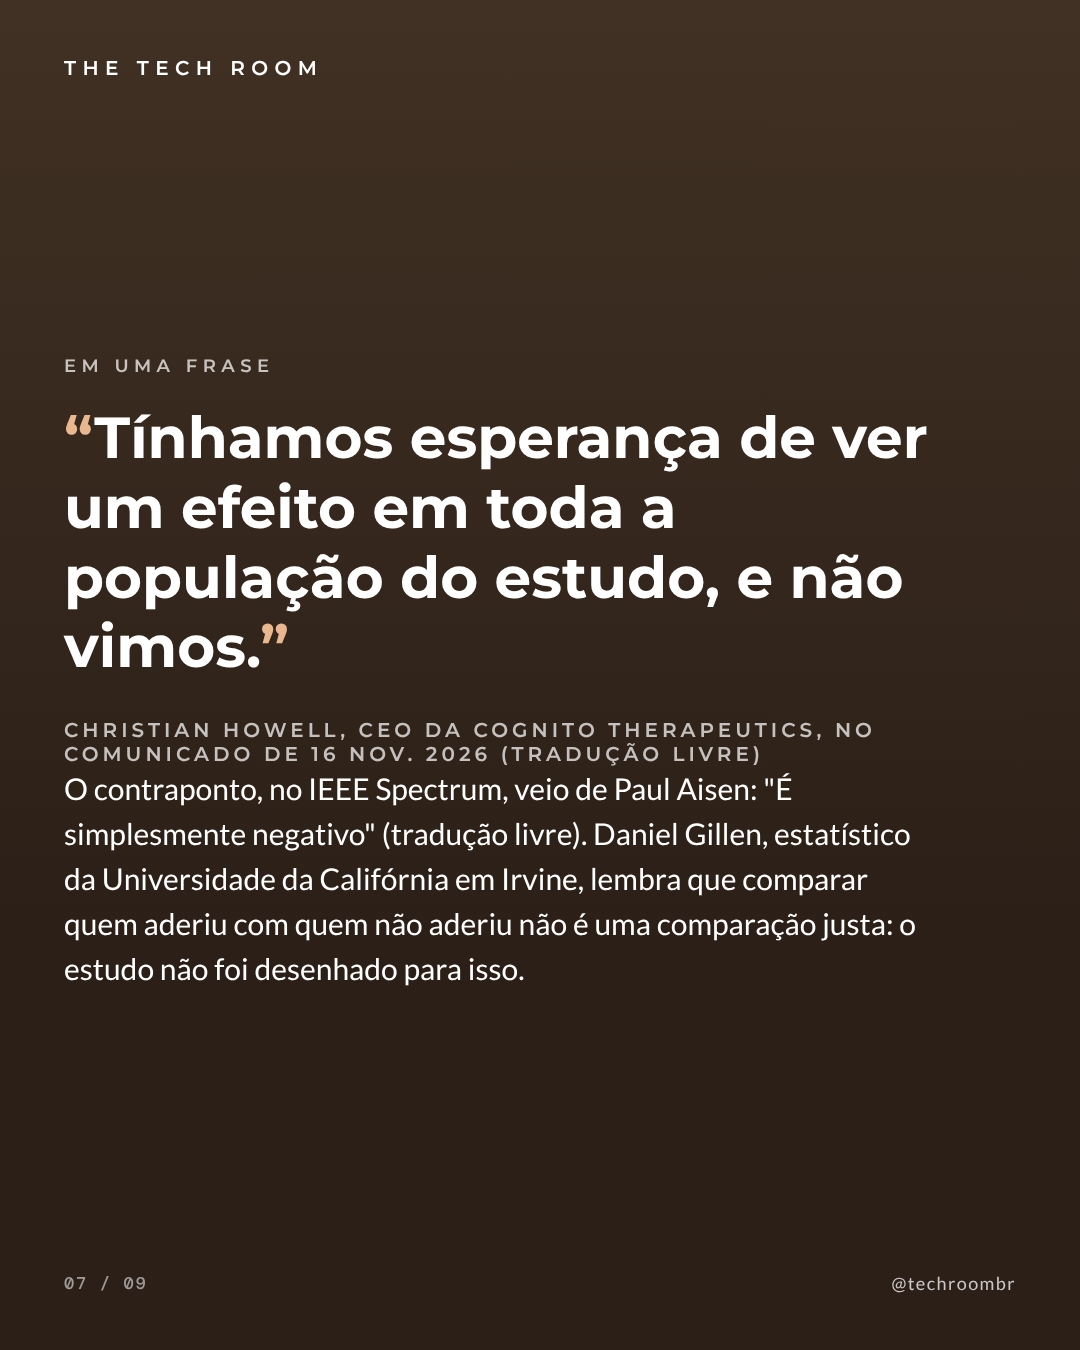 THE TECH ROOM
EM UMA FRASE
“Tínhamos esperança de ver
um efeito em toda a
população do estudo, e não
vimos.”
CHRISTIAN HOWELL, CEO DA COGNITO THERAPEUTICS, NO
COMUNICADO DE 16 NOV. 2026 (TRADUÇÃO LIVRE)
O contraponto, no IEEE Spectrum, veio de Paul Aisen: "É
simplesmente negativo" (tradução livre). Daniel Gillen, estatístico
da Universidade da Califórnia em Irvine, lembra que comparar
quem aderiu com quem não aderiu não é uma comparação justa: o
estudo não foi desenhado para isso.
07 / 09
@techroombr